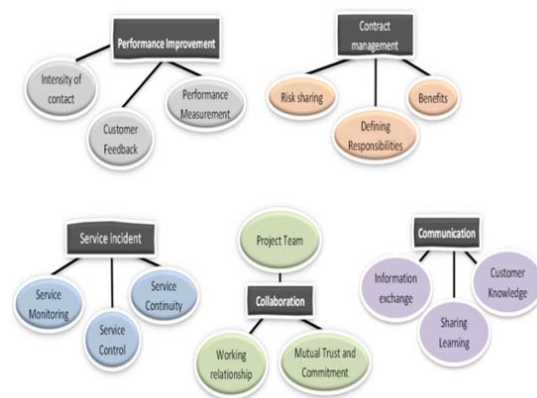 Performance Improvement
Intensity of
contact
Customer
Feedback
Performance
Measurement
Contract
management
Risk sharing
Defining
Responsibilities
Benefits
Service incident
Service
Monitoring
Service
Control
Service
Continuity
Project Team
Collaboration
Working
relationship
Mutual Trust and
Commitment
Communication
Information
exchange
Sharing
Learning
Customer
Knowledge